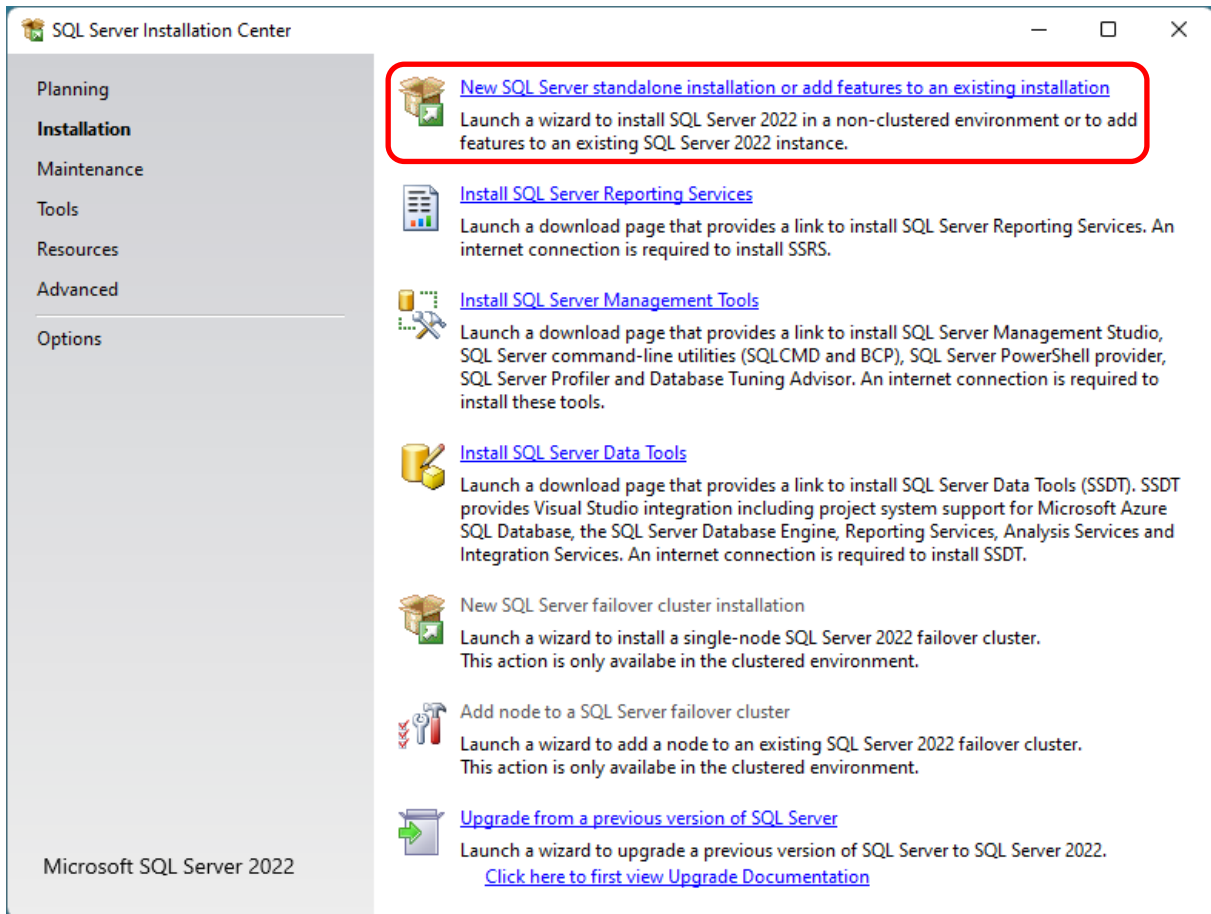 SQL Server Installation Center
Planning
Installation
Maintenance
Tools
Resources
Advanced
Options
Microsoft SQL Server 2022
New SQL Server standalone installation or add features to an existing installation
Launch a wizard to install SQL Server 2022 in a non-clustered environment or to add
features to an existing SQL Server 2022 instance.
Install SQL Server Reporting Services
Launch a download page that provides a link to install SQL Server Reporting Services. An
internet connection is required to install SSRS.
Install SQL Server Management Tools
Launch a download page that provides a link to install SQL Server Management Studio,
SQL Server command-line utilities (SQLCMD and BCP), SQL Server PowerShell provider,
SQL Server Profiler and Database Tuning Advisor. An internet connection is required to
install these tools.
Install SQL Server Data Tools
Launch a download page that provides a link to install SQL Server Data Tools (SSDT). SSDT
provides Visual Studio integration including project system support for Microsoft Azure
SQL Database, the SQL Server Database Engine, Reporting Services, Analysis Services and
Integration Services. An internet connection is required to install SSDT.
New SQL Server failover cluster installation
Launch a wizard to install a single-node SQL Server 2022 failover cluster.
This action is only availabe in the clustered environment.
Add node to a SQL Server failover cluster
Launch a wizard to add a node to an existing SQL Server 2022 failover cluster.
This action is only availabe in the clustered environment.
Upgrade from a previous version of SQL Server
Launch a wizard to upgrade a previous version of SQL Server to SQL Server 2022.
Click here to first view Upgrade Documentation